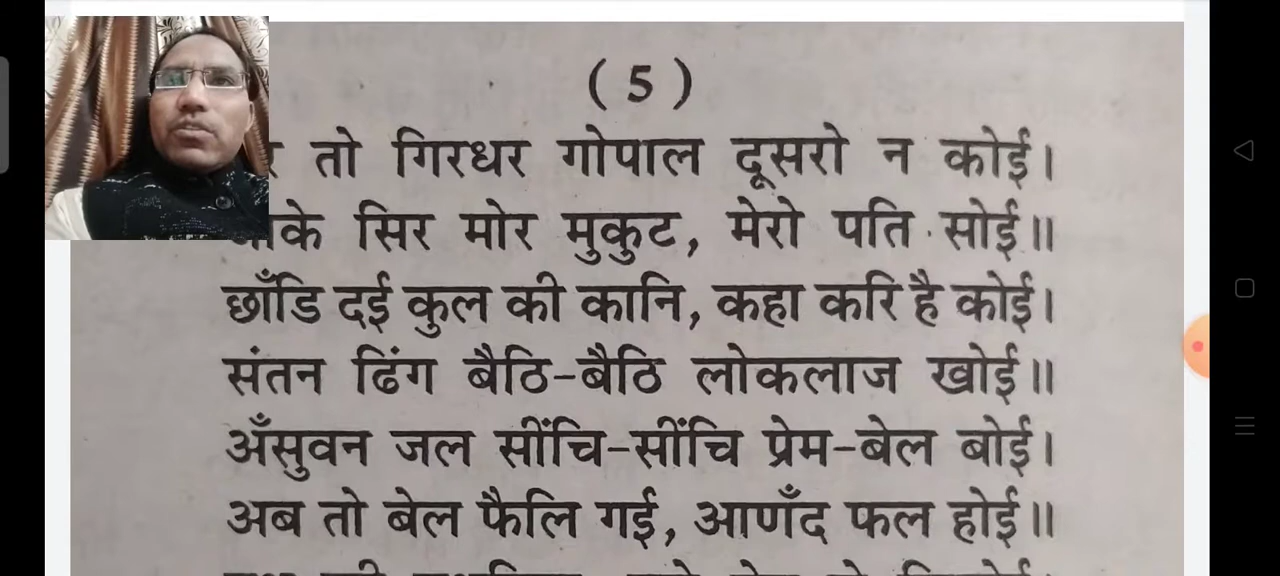 ( 5 )
तो गिरधर गोपाल दूसरो न कोई।
सिर मोर मुकुट, मेरो पति सोई॥
छाँडि दई कुल की कानि, कहा करि है कोई।
संतन ढिंग बैठि-बैठि लोकलाज खोई॥
अँसुवन जल सींचि-सींचि प्रेम-बेल बोई।
अब तो बेल फैलि गई, आणँद फल होई॥